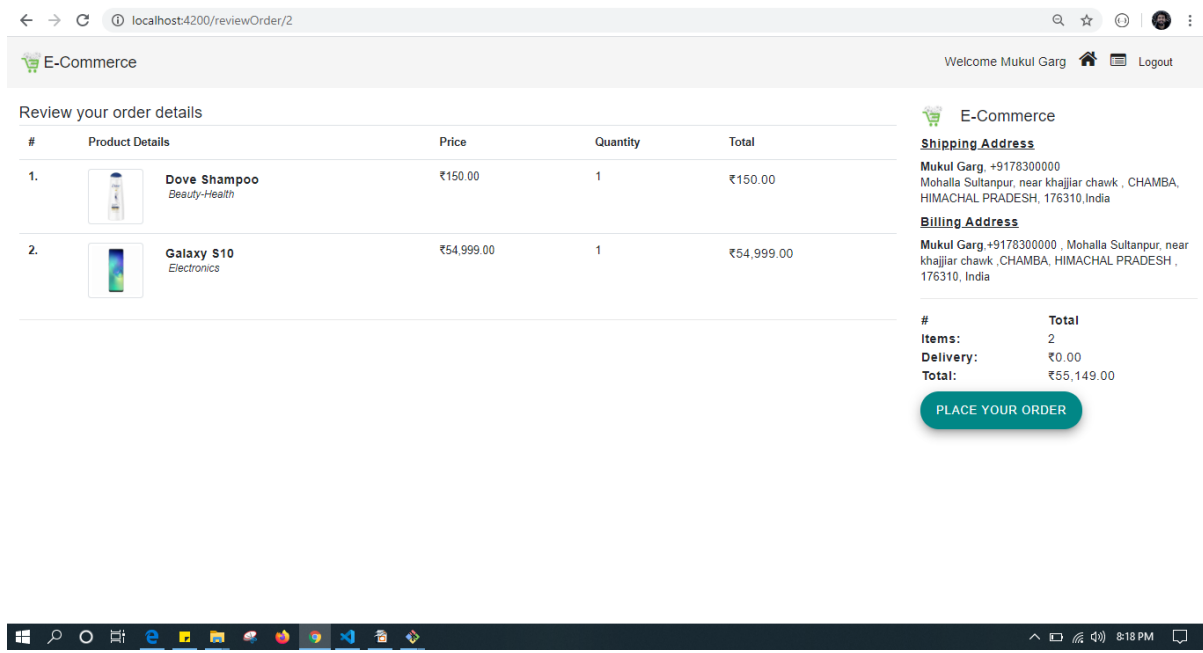 localhost:4200/reviewOrder/2
E-Commerce
Welcome Mukul Garg Logout
Review your order details
# Product Details Price Quantity Total
1. Dove Shampoo ₹150.00 1 ₹150.00
Beauty-Health
2. Galaxy S10 ₹54,999.00 1 ₹54,999.00
Electronics
E-Commerce
Shipping Address
Mukul Garg, +9178300000
Mohalla Sultanpur, near khajjiar chawk , CHAMBA,
HIMACHAL PRADESH, 176310,India
Billing Address
Mukul Garg,+9178300000 , Mohalla Sultanpur, near
khajjiar chawk ,CHAMBA, HIMACHAL PRADESH ,
176310, India
# Total
Items: 2
Delivery: ₹0.00
Total: ₹55,149.00
PLACE YOUR ORDER
8:18 PM